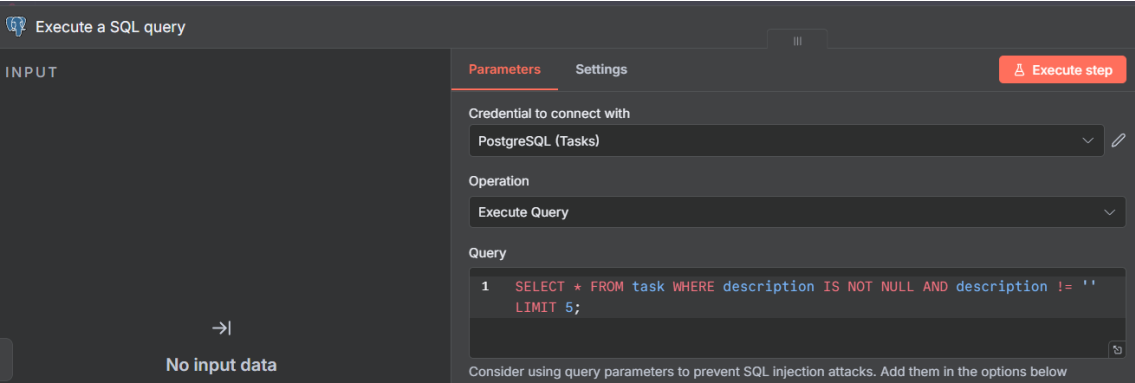 Execute a SQL query
INPUT
Parameters Settings
Execute step
Credential to connect with
PostgreSQL (Tasks)
Operation
Execute Query
Query
1 SELECT * FROM task WHERE description IS NOT NULL AND description != ''
LIMIT 5;
No input data
Consider using query parameters to prevent SQL injection attacks. Add them in the options below